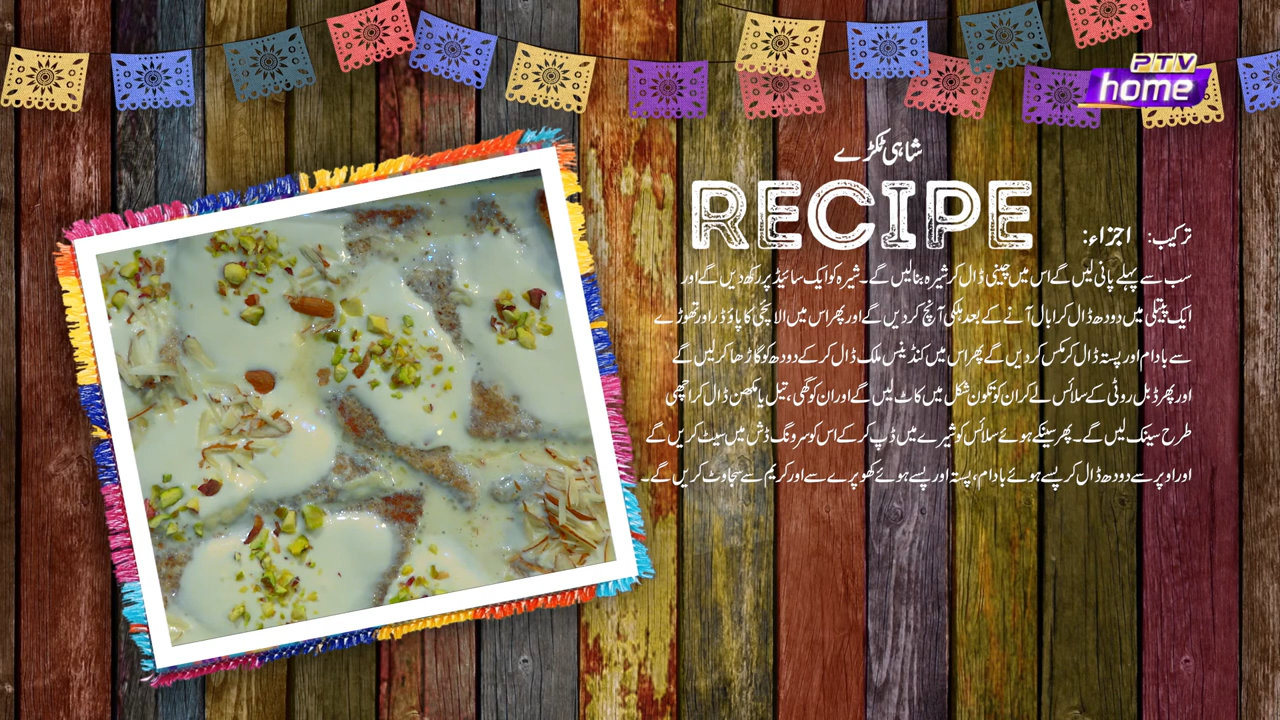 PTV
home
شاہی ٹکڑے
RECIPE
ترکیب: اجزاء:
سب سے پہلے پانی لیں گے اس میں چینی ڈال کر شیرہ بنا لیں گے۔ شیرہ کو ایک سائیڈ پر رکھ دیں گے اور
ایک پتیلی میں دودھ ڈال کر ابال آنے کے بعد ہلکی آنچ کر دیں گے اور پھر اس میں الائچی کا پاؤڈر اور تھوڑے
سے بادام اور پستہ ڈال کر مکس کر دیں گے پھر اس میں کنڈینس ملک ڈال کر کے دودھ کو گاڑھا کر لیں گے
اور پھر ڈبل روٹی کے سلائس لے کر ان کو تکون شکل میں کاٹ لیں گے اور ان کو گھی، تیل یا مکھن ڈال کر اچھی
طرح سینک لیں گے۔ پھر سینکے ہوئے سلائس کو شیرے میں ڈپ کر کے اس کو سرونگ ڈش میں سیٹ کریں گے
اور اوپر سے دودھ ڈال کر پسے ہوئے بادام، پستہ اور پسے ہوئے کھوپرے سے اور کریم سے سجاوٹ کریں گے۔